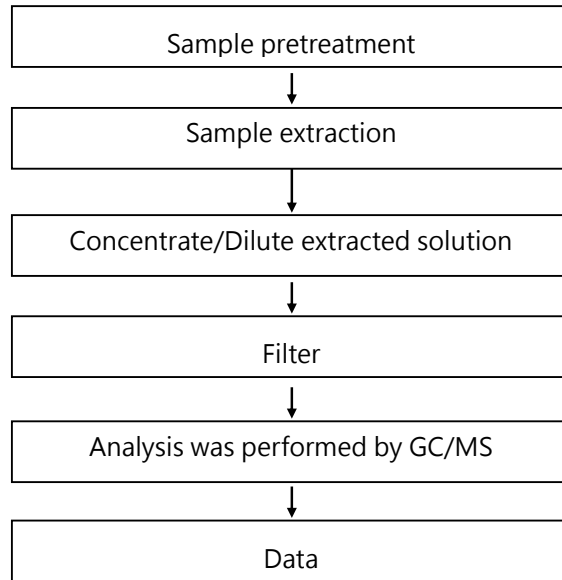 Sample pretreatment
Sample extraction
Concentrate/Dilute extracted solution
Filter
Analysis was performed by GC/MS
Data